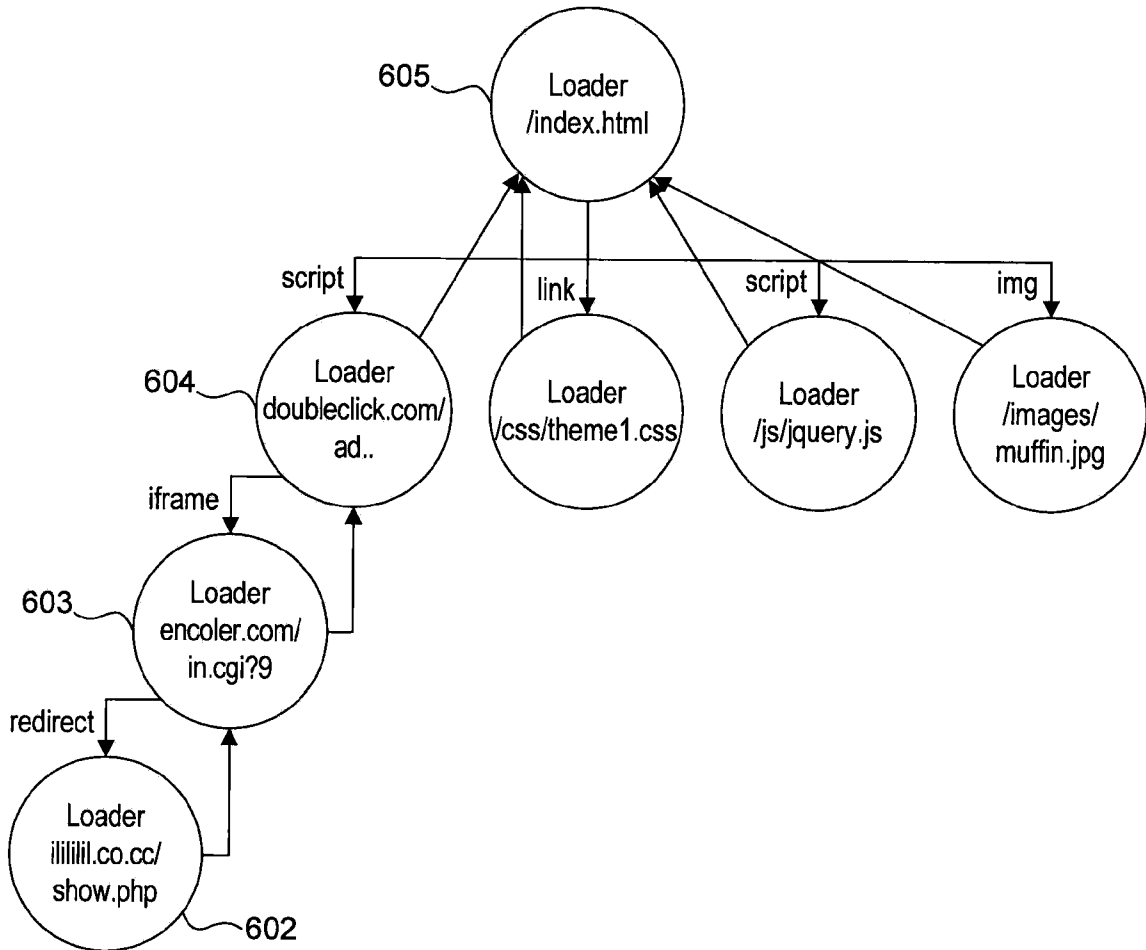 605
Loader
/index.html
script
link
script
img
604
Loader
doubleclick.com/
ad..
Loader
/css/theme1.css
Loader
/js/jquery.js
Loader
/images/
muffin.jpg
iframe
603
Loader
encoler.com/
in.cgi?9
redirect
Loader
ilililil.co.cc/
show.php
602